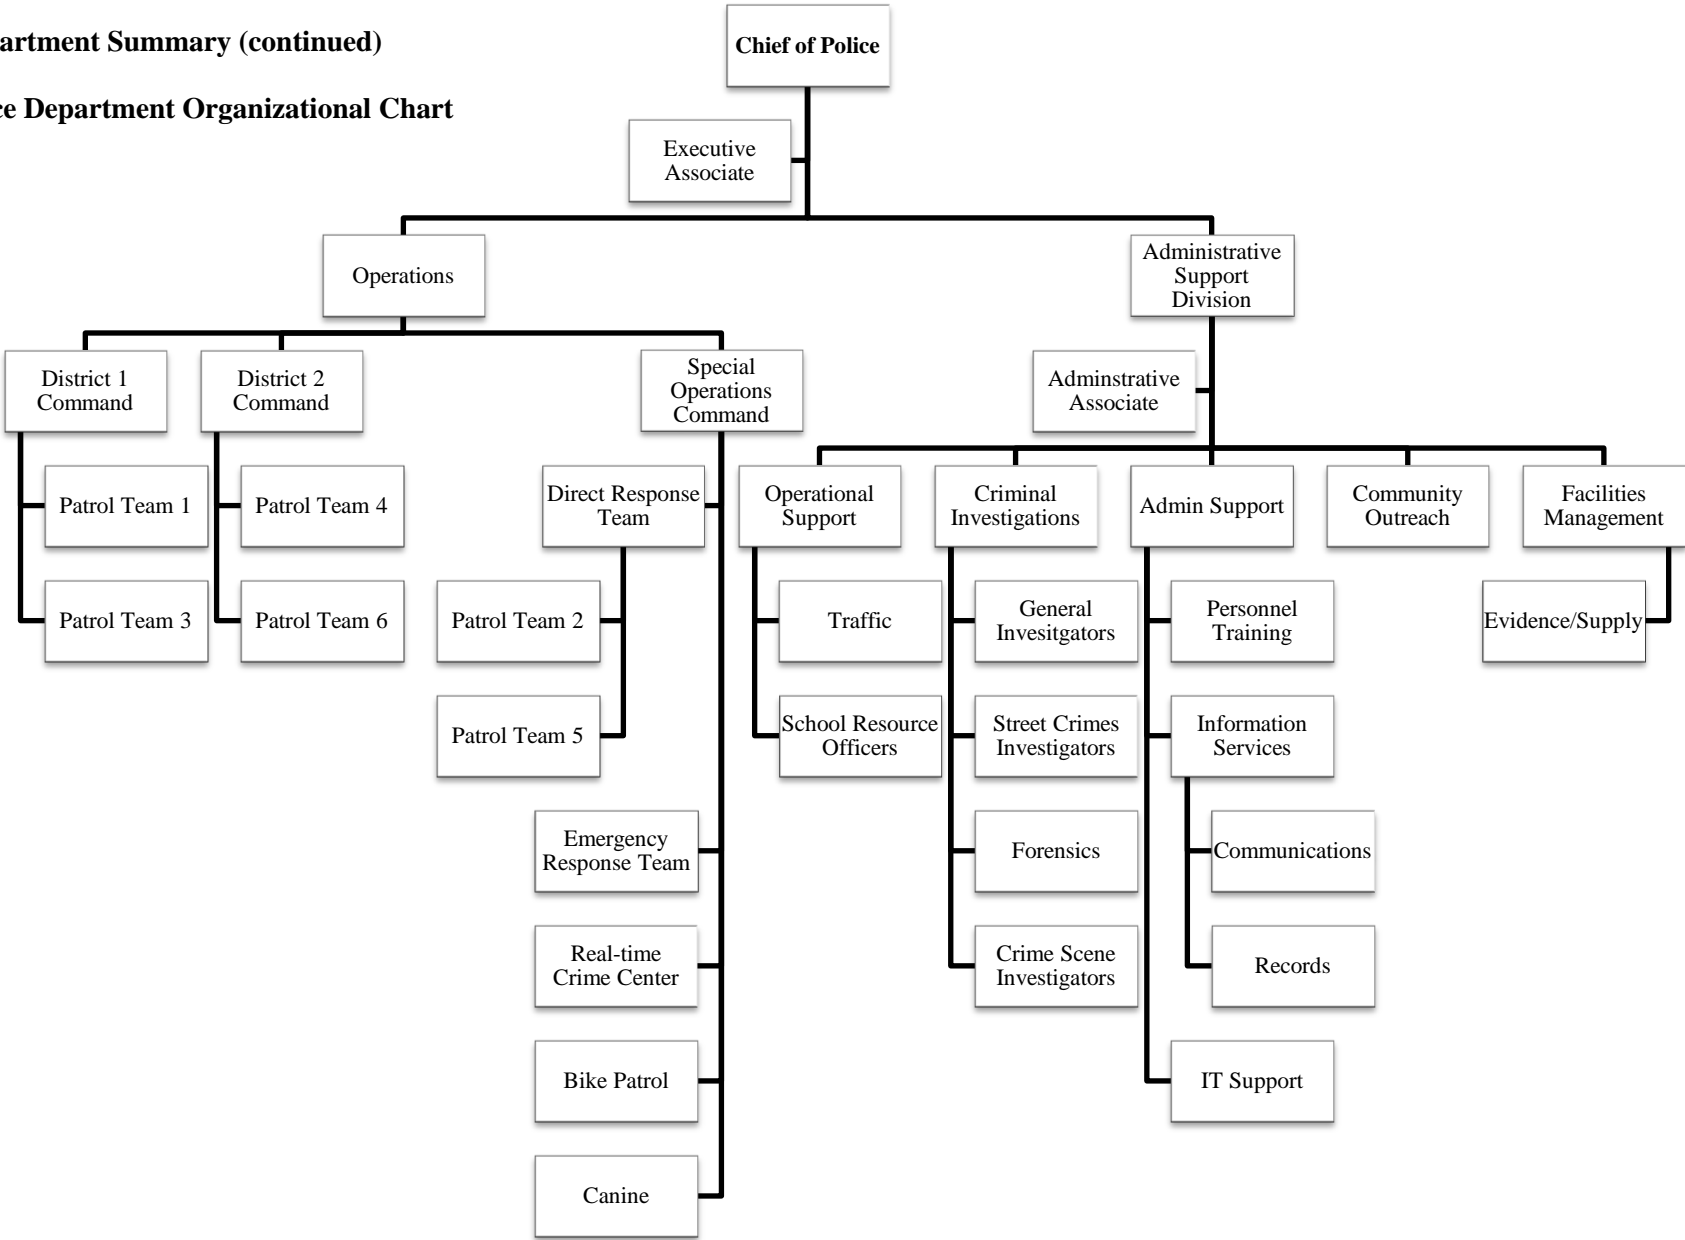 artment Summary (continued)
ce Department Organizational Chart
Chief of Police
Executive
Associate
Operations
Administrative
Support
Division
District 1
Command
District 2
Command
Special
Operations
Command
Adminstrative
Associate
Patrol Team 1
Patrol Team 3
Patrol Team 4
Patrol Team 6
Direct Response
Team
Patrol Team 2
Patrol Team 5
Emergency
Response Team
Real-time
Crime Center
Bike Patrol
Canine
Operational
Support
Traffic
School Resource
Officers
Criminal
Investigations
General
Invesitgators
Street Crimes
Investigators
Forensics
Crime Scene
Investigators
Admin Support
Personnel
Training
Information
Services
Communications
Records
IT Support
Community
Outreach
Facilities
Management
Evidence/Supply